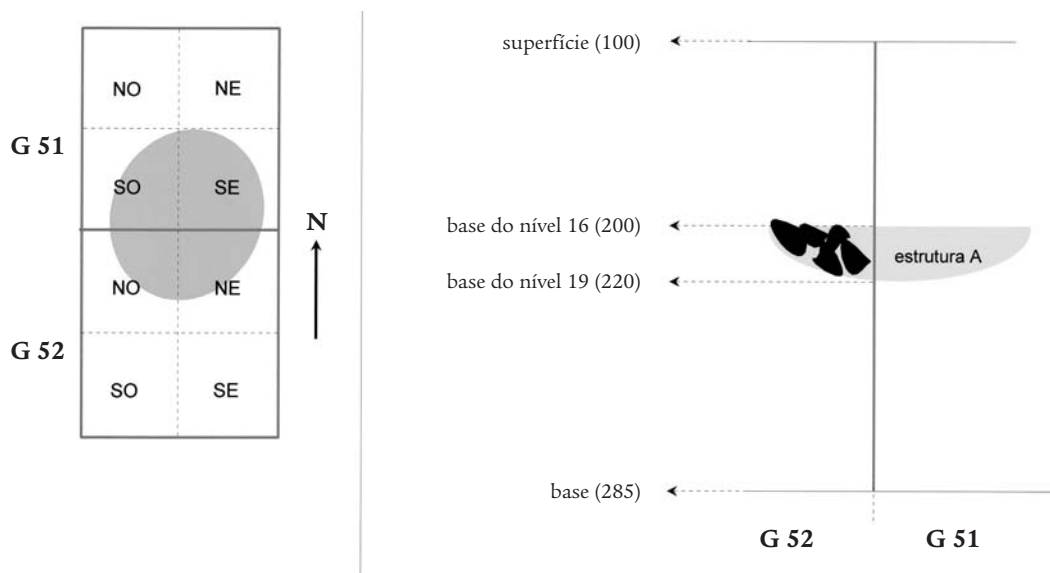 NO NE
G 51
SO SE
N
NO NE
G 52
SO SE
superfície (100)
base do nível 16 (200)
estrutura A
base do nível 19 (220)
base (285)
G 52 G 51